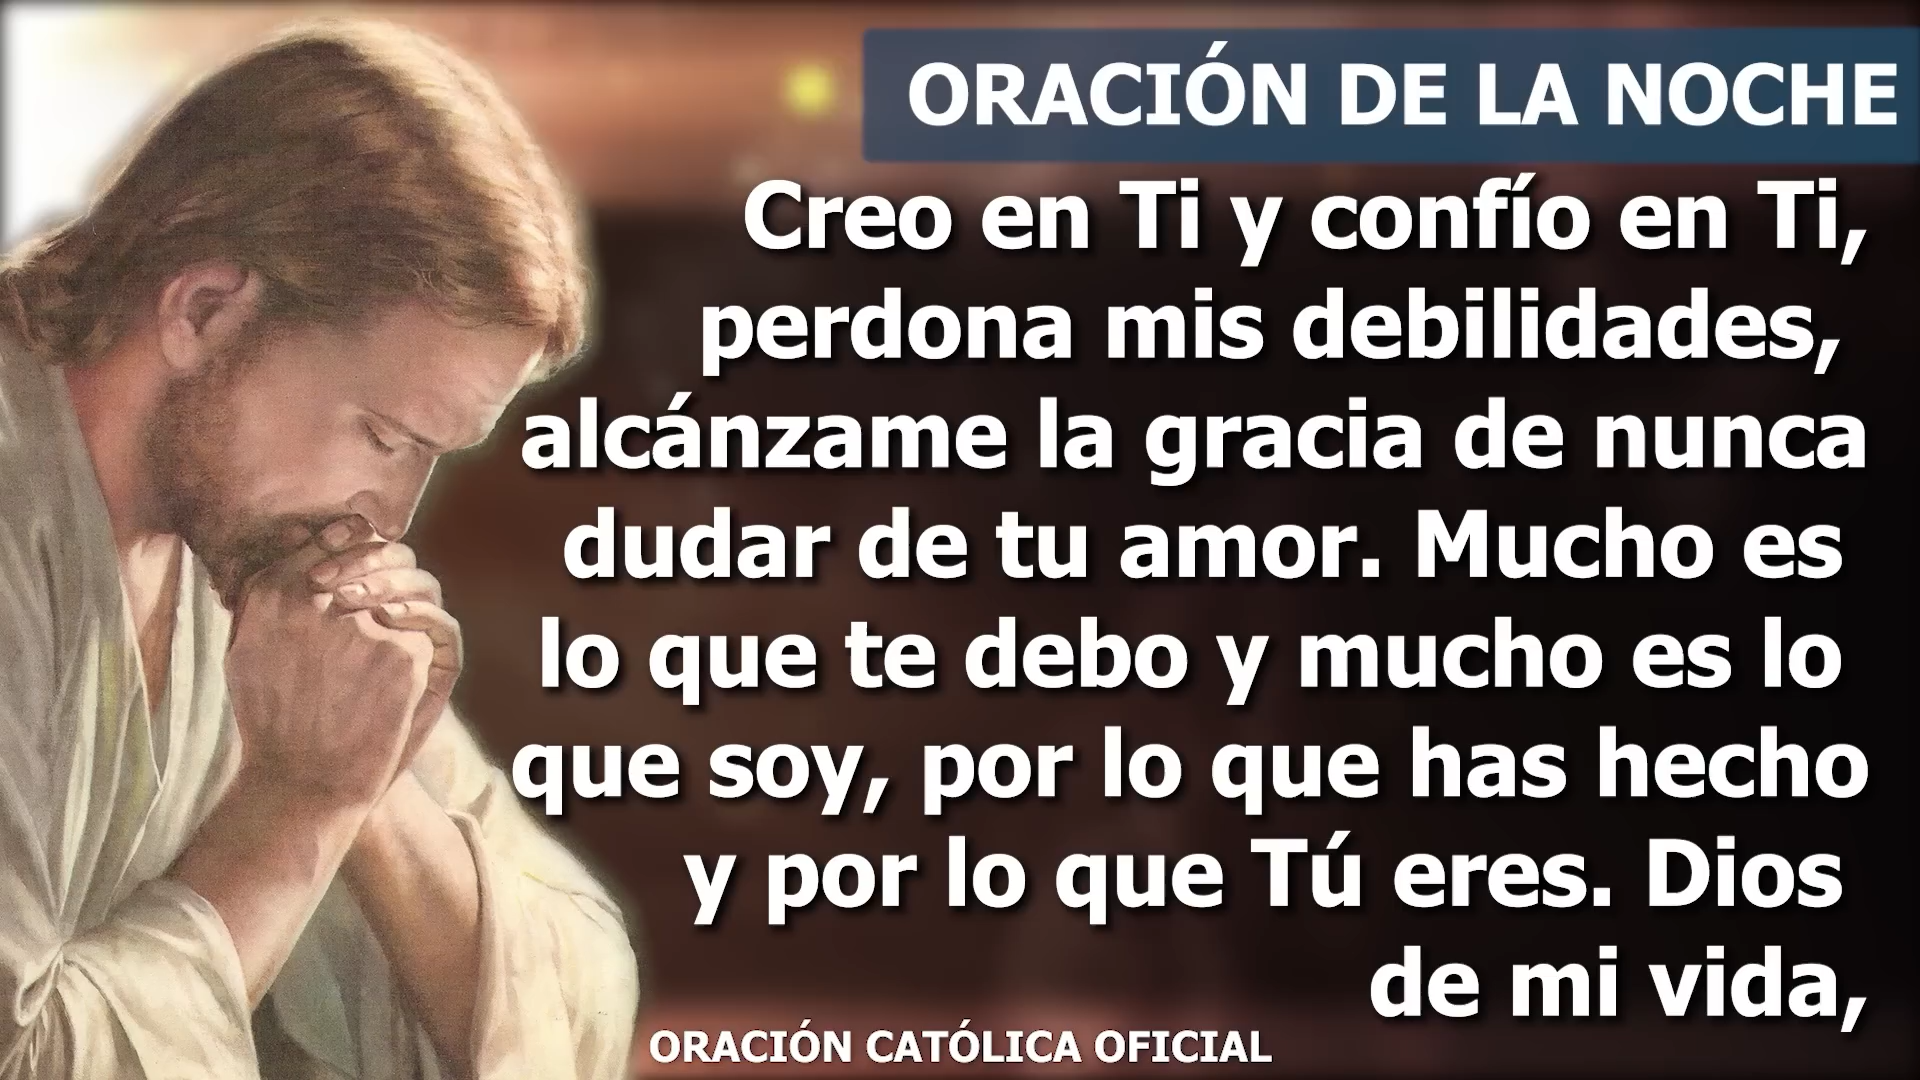 ORACIÓN DE LA NOCHE
Creo en Ti y confío en Ti,
perdona mis debilidades,
alcánzame la gracia de nunca
dudar de tu amor. Mucho es
lo que te debo y mucho es lo
que soy, por lo que has hecho
y por lo que Tú eres. Dios
de mi vida,
ORACIÓN CATÓLICA OFICIAL